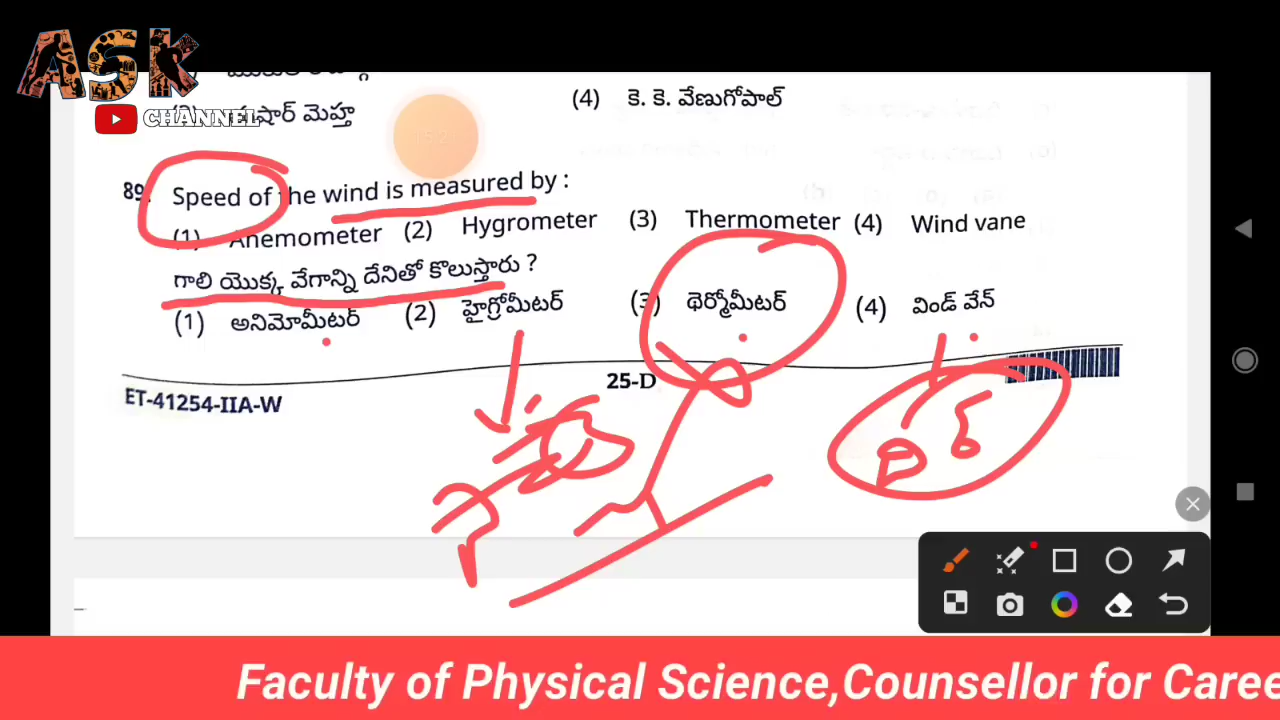 ASK
CHANNEL
మెహ్తా
(4) కె. కె. వేణుగోపాల్
89. Speed of the wind is measured by :
(1) Anemometer (2) Hygrometer (3) Thermometer (4) Wind vane
గాలి యొక్క వేగాన్ని దేనితో కొలుస్తారు ?
(1) అనిమోమీటర్ (2) హైగ్రోమీటర్ (3) థెర్మోమీటర్ (4) విండ్ వేన్
25-D
ET-41254-IIA-W
Faculty of Physical Science,Counsellor for Caree